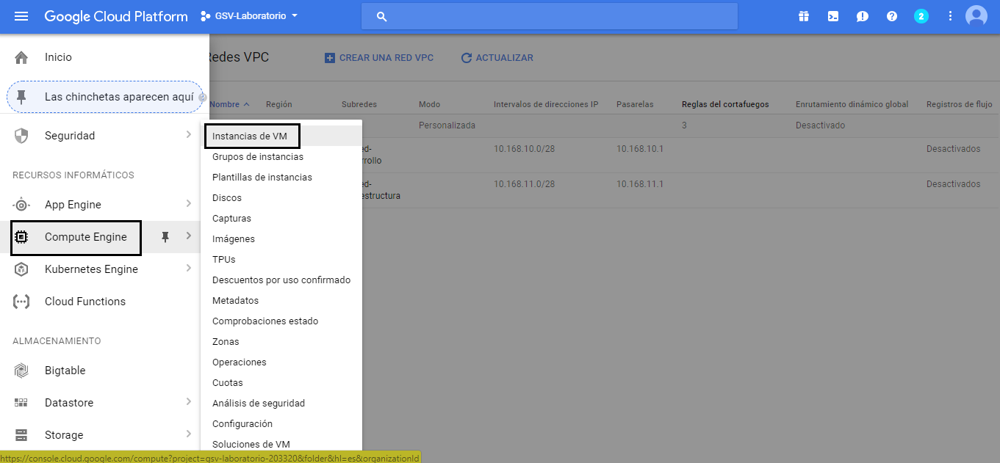 Google Cloud Platform
GSV-Laboratorio
2
Inicio
Las chinchetas aparecen aquí
Seguridad
RECURSOS INFORMÁTICOS
App Engine
Compute Engine
Kubernetes Engine
Cloud Functions
ALMACENAMIENTO
Bigtable
Datastore
Storage
Instancias de VM
Grupos de instancias
Plantillas de instancias
Discos
Capturas
Imágenes
TPUs
Descuentos por uso confirmado
Metadatos
Comprobaciones estado
Zonas
Operaciones
Cuotas
Análisis de seguridad
Configuración
Soluciones de VM
Redes VPC
CREAR UNA RED VPC
ACTUALIZAR
Nombre Región Subredes Modo Intervalos de direcciones IP Pasarelas Reglas del cortafuegos Enrutamiento dinámico global Registros de flujo
Personalizada 3 Desactivado
ed- 10.168.10.0/28 10.168.10.1 Desactivados
rrollo
ed- 10.168.11.0/28 10.168.11.1 Desactivados
estructura
https://console.cloud.google.com/compute?project=gsv-laboratorio-203320&folder&hl=es&organizationId